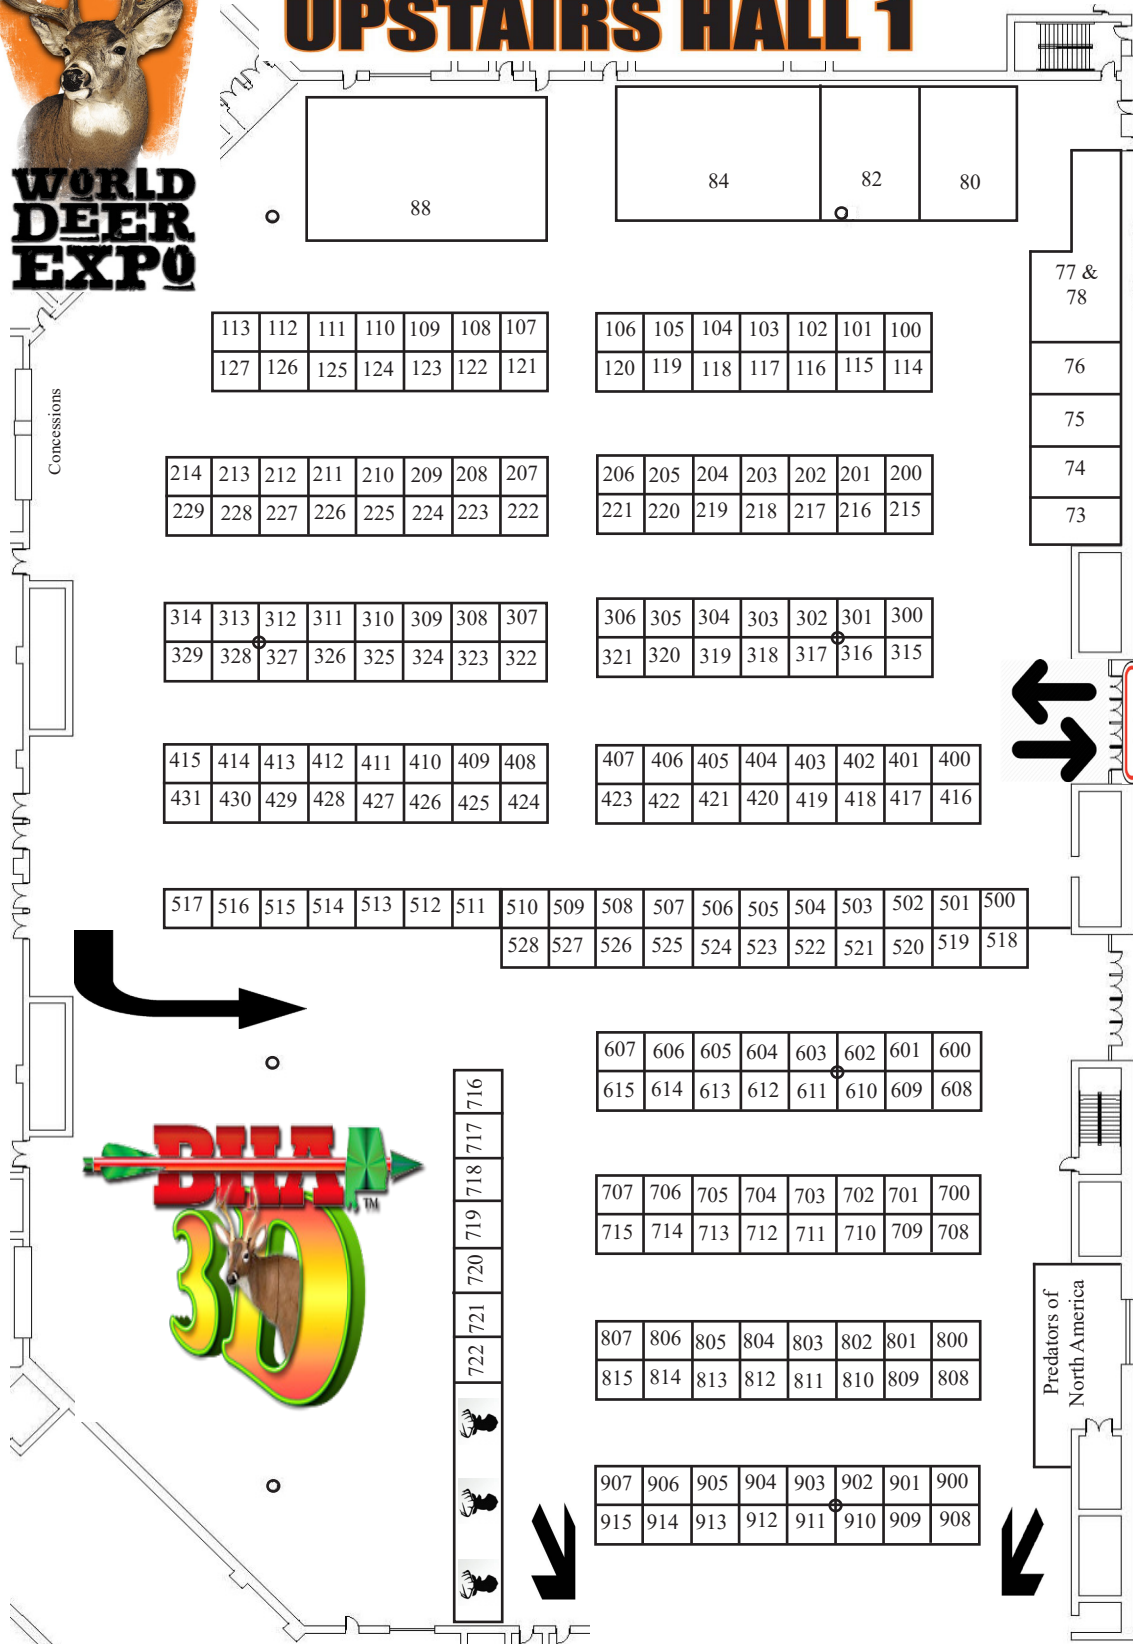 UPSTAIRS HALL 1
WORLD
DEER
EXPO
88
84
82
80
77 &
78
76
75
74
73
Concessions
113 112 111 110 109 108 107
127 126 125 124 123 122 121
106 105 104 103 102 101 100
120 119 118 117 116 115 114
214 213 212 211 210 209 208 207
229 228 227 226 225 224 223 222
206 205 204 203 202 201 200
221 220 219 218 217 216 215
314 313 312 311 310 309 308 307
329 328 327 326 325 324 323 322
306 305 304 303 302 301 300
321 320 319 318 317 316 315
415 414 413 412 411 410 409 408
431 430 429 428 427 426 425 424
407 406 405 404 403 402 401 400
423 422 421 420 419 418 417 416
517 516 515 514 513 512 511 510 509 508 507 506 505 504 503 502 501 500
528 527 526 525 524 523 522 521 520 519 518
607 606 605 604 603 602 601 600
615 614 613 612 611 610 609 608
716
717
718
719
720
721
722
BHA
TM
3D
707 706 705 704 703 702 701 700
715 714 713 712 711 710 709 708
807 806 805 804 803 802 801 800
815 814 813 812 811 810 809 808
Predators of
North America
907 906 905 904 903 902 901 900
915 914 913 912 911 910 909 908